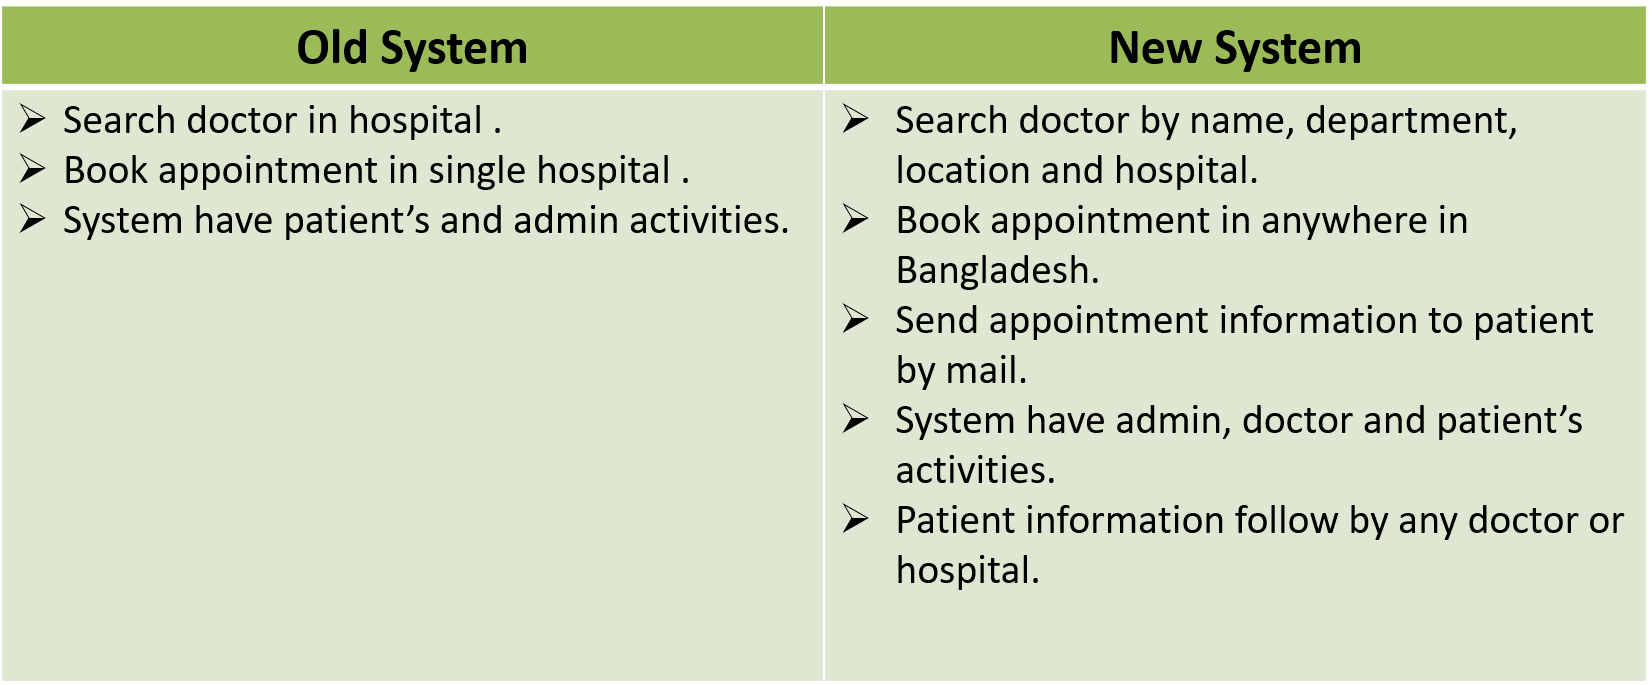 Old System
Search doctor in hospital .
Book appointment in single hospital .
System have patient’s and admin activities.
New System
Search doctor by name, department,
location and hospital.
Book appointment in anywhere in
Bangladesh.
Send appointment information to patient
by mail.
System have admin, doctor and patient’s
activities.
Patient information follow by any doctor or
hospital.